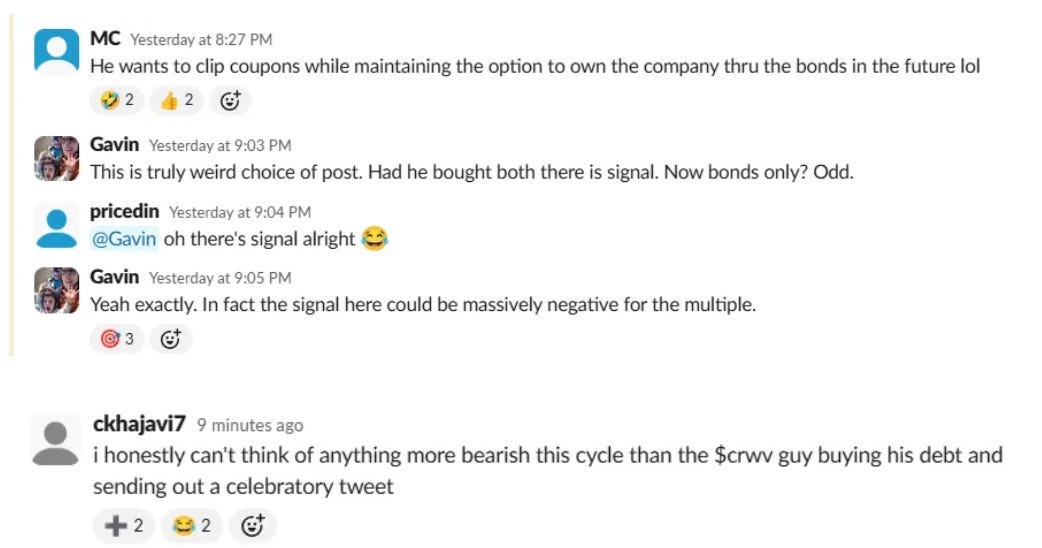 MC Yesterday at 8:27 PM
He wants to clip coupons while maintaining the option to own the company thru the bonds in the future lol
🤣 2 👍 2
Gavin Yesterday at 9:03 PM
This is truly weird choice of post. Had he bought both there is signal. Now bonds only? Odd.
pricedin Yesterday at 9:04 PM
@Gavin oh there's signal alright 😂
Gavin Yesterday at 9:05 PM
Yeah exactly. In fact the signal here could be massively negative for the multiple.
🎯 3
ckhajavi7 9 minutes ago
i honestly can't think of anything more bearish this cycle than the $crwv guy buying his debt and
sending out a celebratory tweet
➕ 2 😂 2